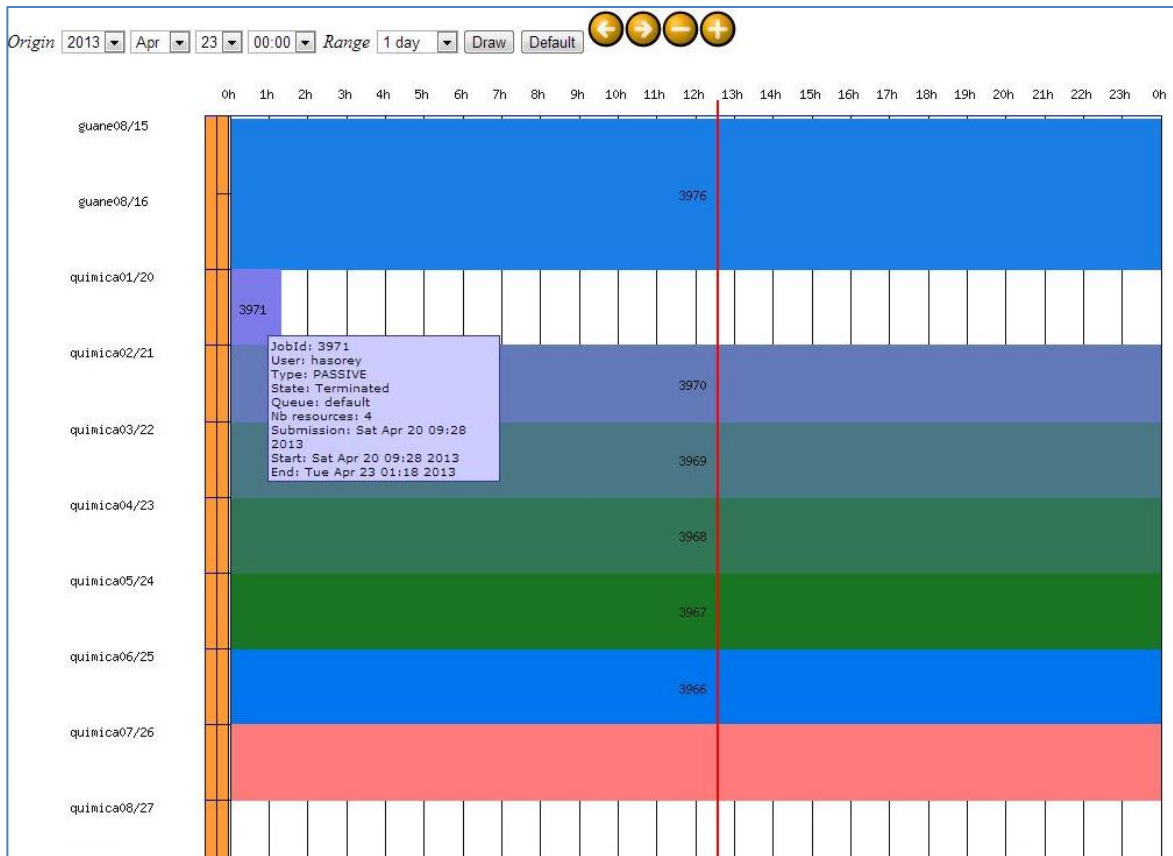 Origin 2013 Apr 23 00:00 Range 1 day Draw Default
0h 1h 2h 3h 4h 5h 6h 7h 8h 9h 10h 11h 12h 13h 14h 15h 16h 17h 18h 19h 20h 21h 22h 23h 0h
guane08/15
guane08/16
3976
quimica01/20
3971
quimica02/21
JobId: 3971
User: hasorey
Type: PASSIVE
State: Terminated
Queue: default
Nb resources: 4
Submission: Sat Apr 20 09:28
2013
Start: Sat Apr 20 09:28 2013
End: Tue Apr 23 01:18 2013
3970
quimica03/22
3969
quimica04/23
3968
quimica05/24
3967
quimica06/25
3966
quimica07/26
quimica08/27